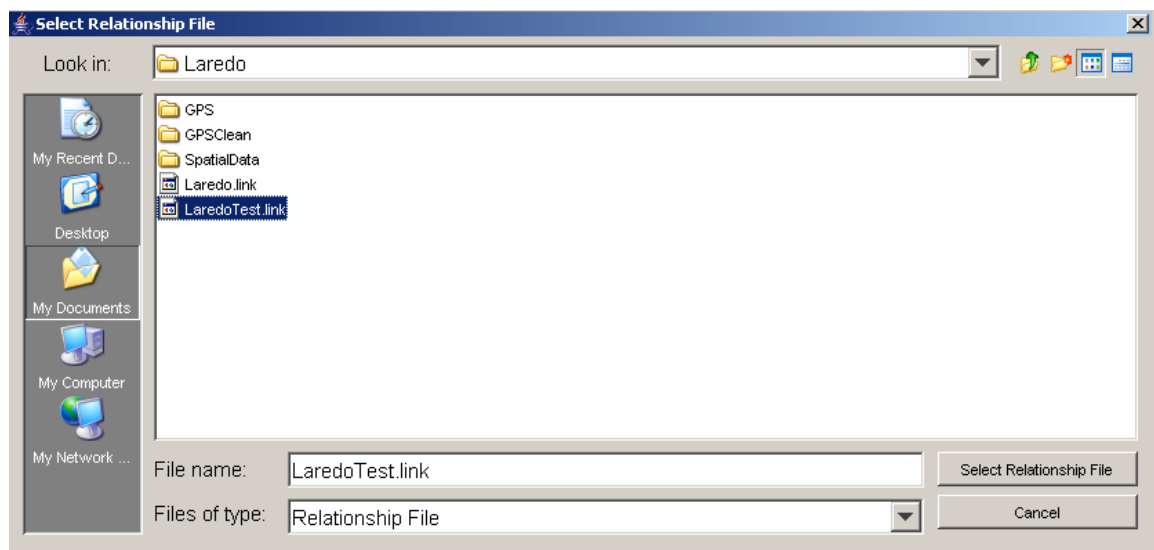 Select Relationship File
Look in: Laredo
My Recent D...
Desktop
My Documents
My Computer
My Network ...
GPS
GPSClean
SpatialData
Laredo.link
LaredoTest.link
File name: LaredoTest.link
Select Relationship File
Files of type: Relationship File
Cancel